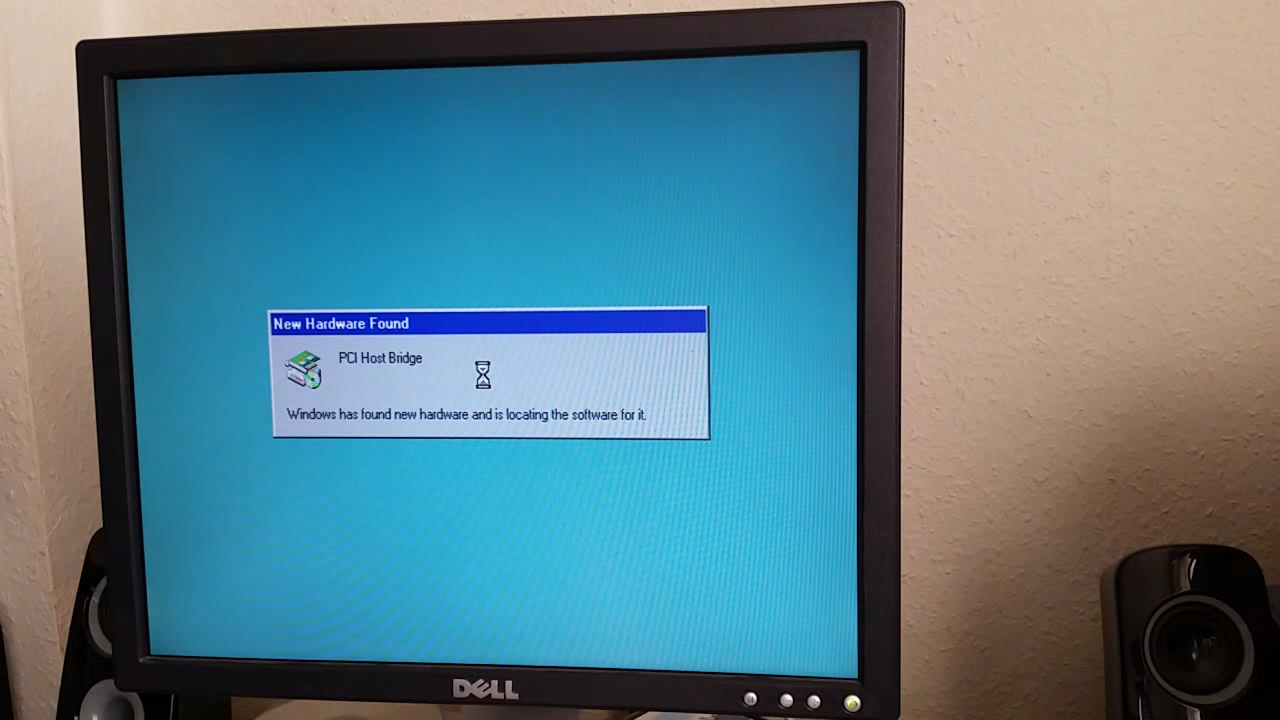 New Hardware Found
PCI Host Bridge
Windows has found new hardware and is locating the software for it.
DELL